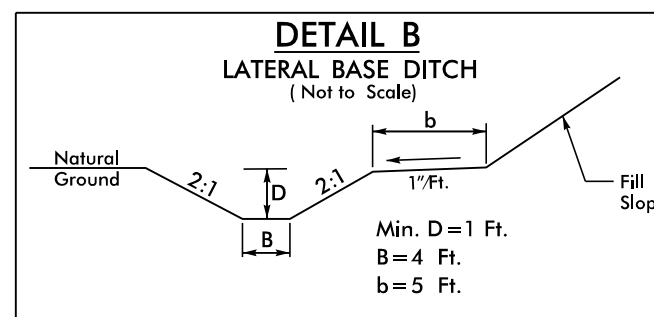 DETAIL B
LATERAL BASE DITCH
( Not to Scale)
b
Natural
Ground
2:1
D
2:1
1"/Ft.
B
Fill
Slop
Min. D=1 Ft.
B=4 Ft.
b=5 Ft.